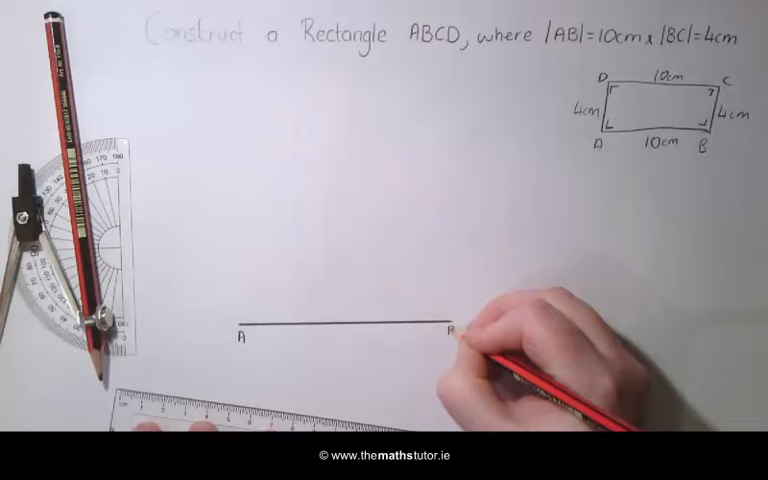 Construct a Rectangle ABCD, where |AB|=10cm & |BC|=4cm
D 10cm C
4cm 4cm
A 10cm B
A
© www.themathstutor.ie